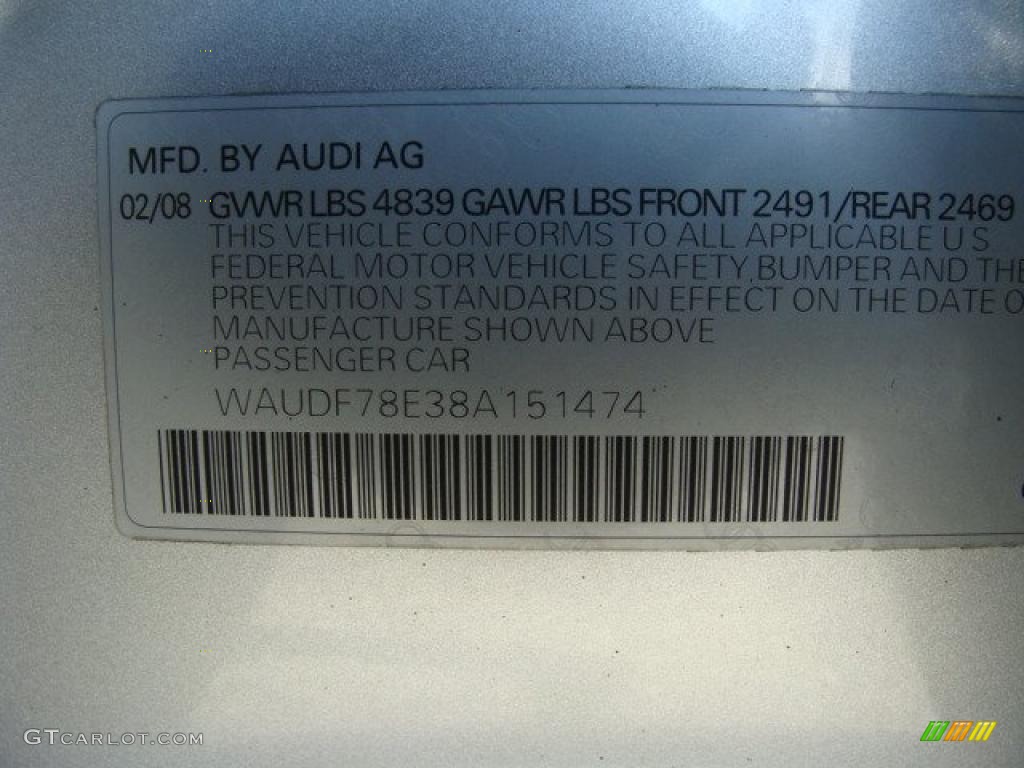 MFD. BY AUDI AG
02/08 GVWR LBS 4839 GAWR LBS FRONT 2491/REAR 2469
THIS VEHICLE CONFORMS TO ALL APPLICABLE U S
FEDERAL MOTOR VEHICLE SAFETY, BUMPER AND THE
PREVENTION STANDARDS IN EFFECT ON THE DATE O
MANUFACTURE SHOWN ABOVE
PASSENGER CAR
WAUDF78E38A151474
GTCARLOT.COM